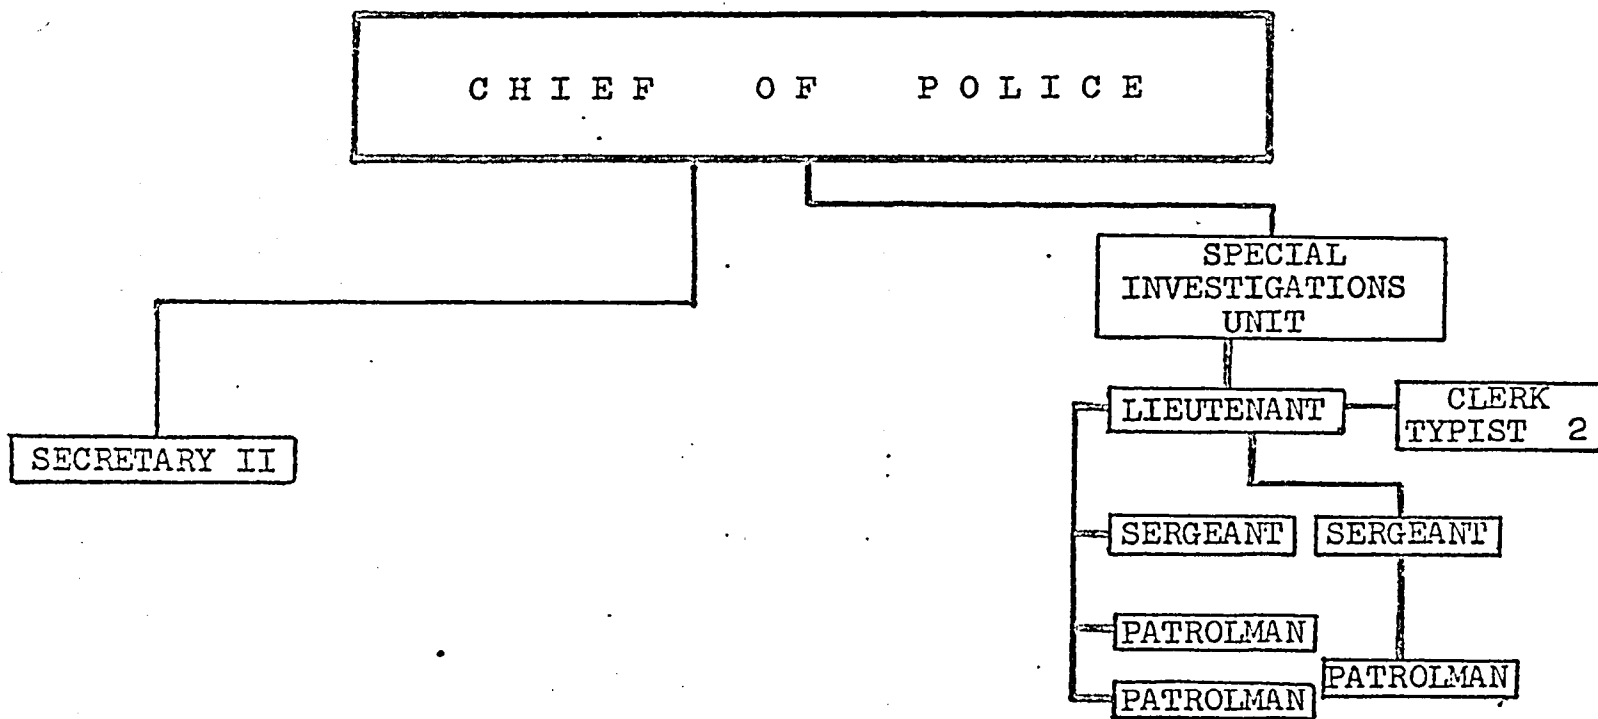 CHIEF OF POLICE
SPECIAL
INVESTIGATIONS
UNIT
LIEUTENANT
CLERK
TYPIST 2
SECRETARY II
SERGEANT
SERGEANT
PATROLMAN
PATROLMAN
PATROLMAN